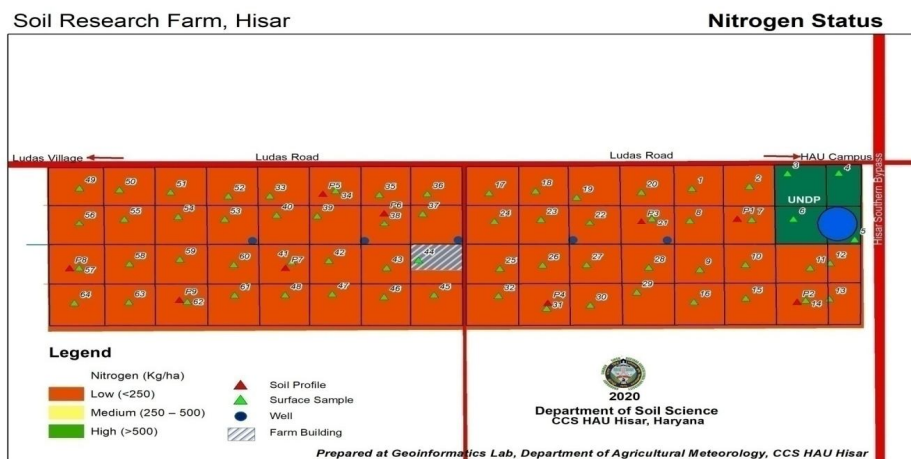 Soil Research Farm, Hisar
Nitrogen Status
Ludas Village
Ludas Road
Ludas Road
HAU Campus
Hisar Southern Bypass
49 50 51 52 33 P5 34 35 36 17 18 19 20 1 2 3 4
UNDP
56 55 54 53 40 39 P6 38 37 24 23 22 P3 21 8 P1 7 6 5
P8 57 58 59 60 41 P7 42 43 44 25 26 27 28 9 10 11 12
64 63 P9 62 61 48 47 46 45 32 P4 31 30 29 16 15 P2 14 13
Legend
Nitrogen (Kg/ha)
Low (<250)
Medium (250 – 500)
High (>500)
Soil Profile
Surface Sample
Well
Farm Building
2020
Department of Soil Science
CCS HAU Hisar, Haryana
Prepared at Geoinformatics Lab, Department of Agricultural Meteorology, CCS HAU Hisar